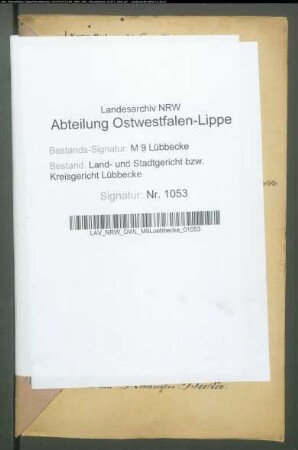 Landesarchiv NRW
Abteilung Ostwestfalen-Lippe
Bestands-Signatur: M 9 Lübbecke
Bestand: Land- und Stadtgericht bzw.
Kreisgericht Lübbecke
Signatur: Nr. 1053